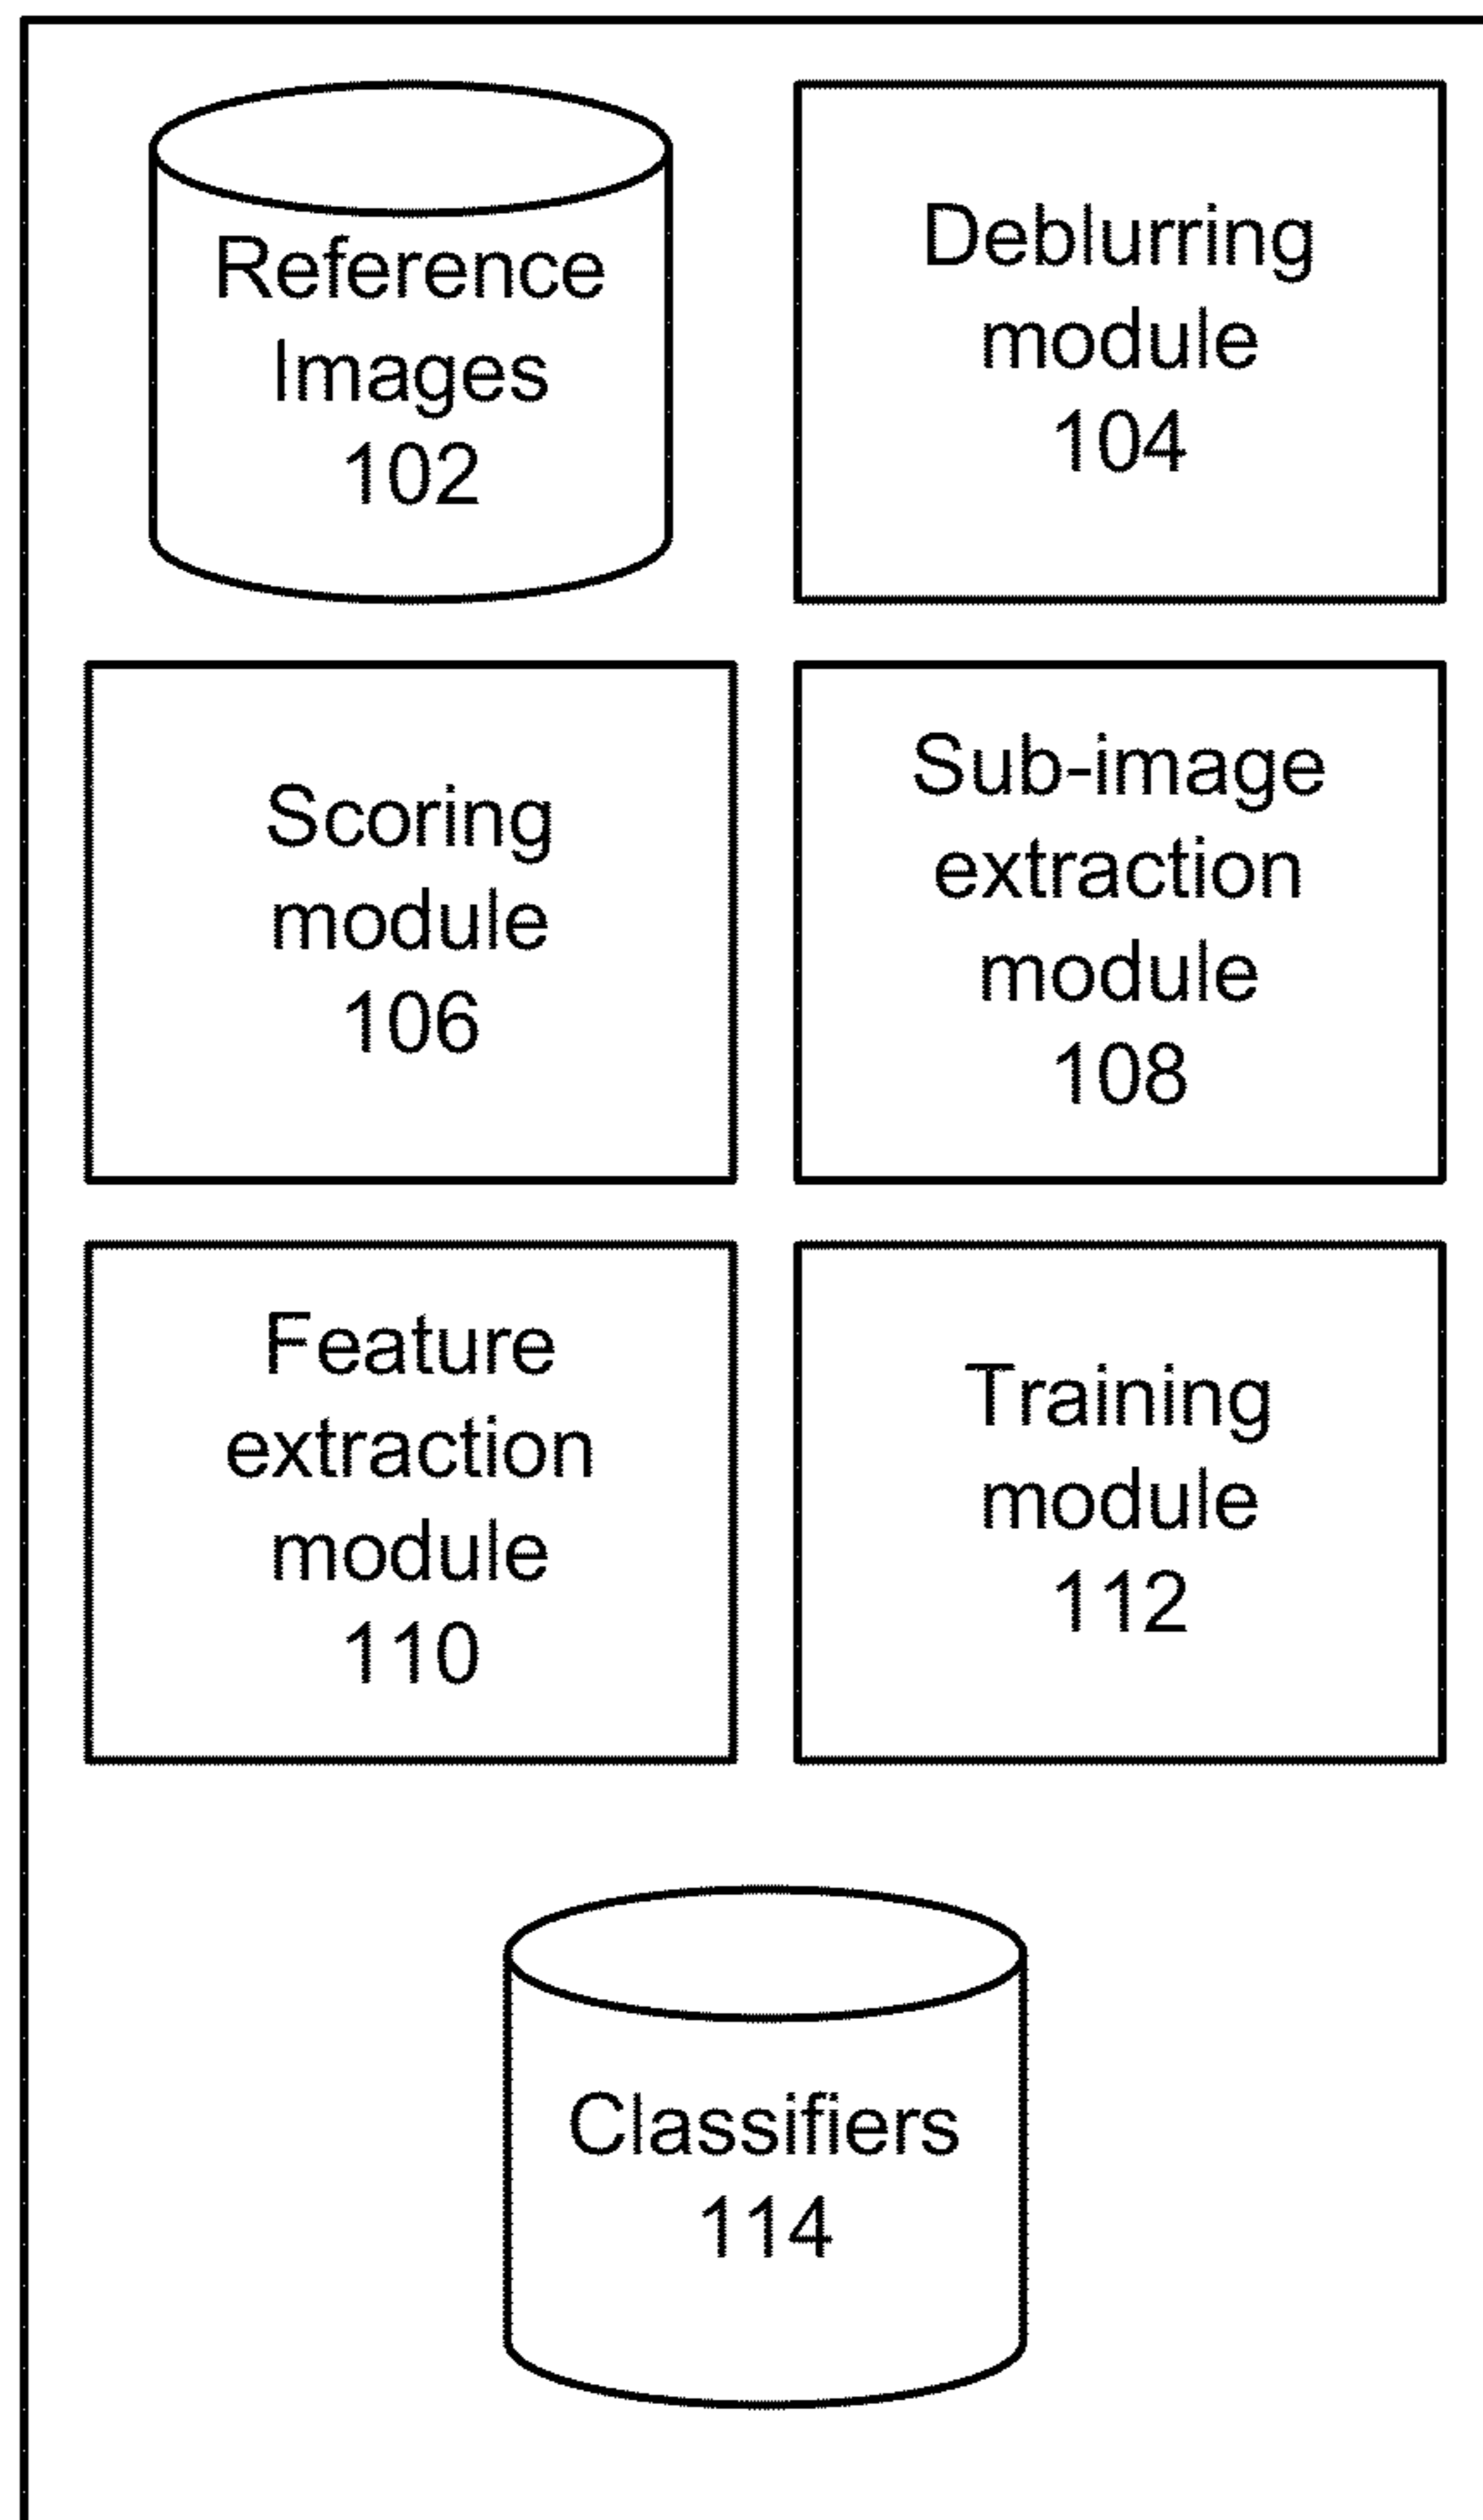 Reference
Images
102
Deblurring
module
104
Scoring
module
106
Sub-image
extraction
module
108
Feature
extraction
module
110
Training
module
112
Classifiers
114